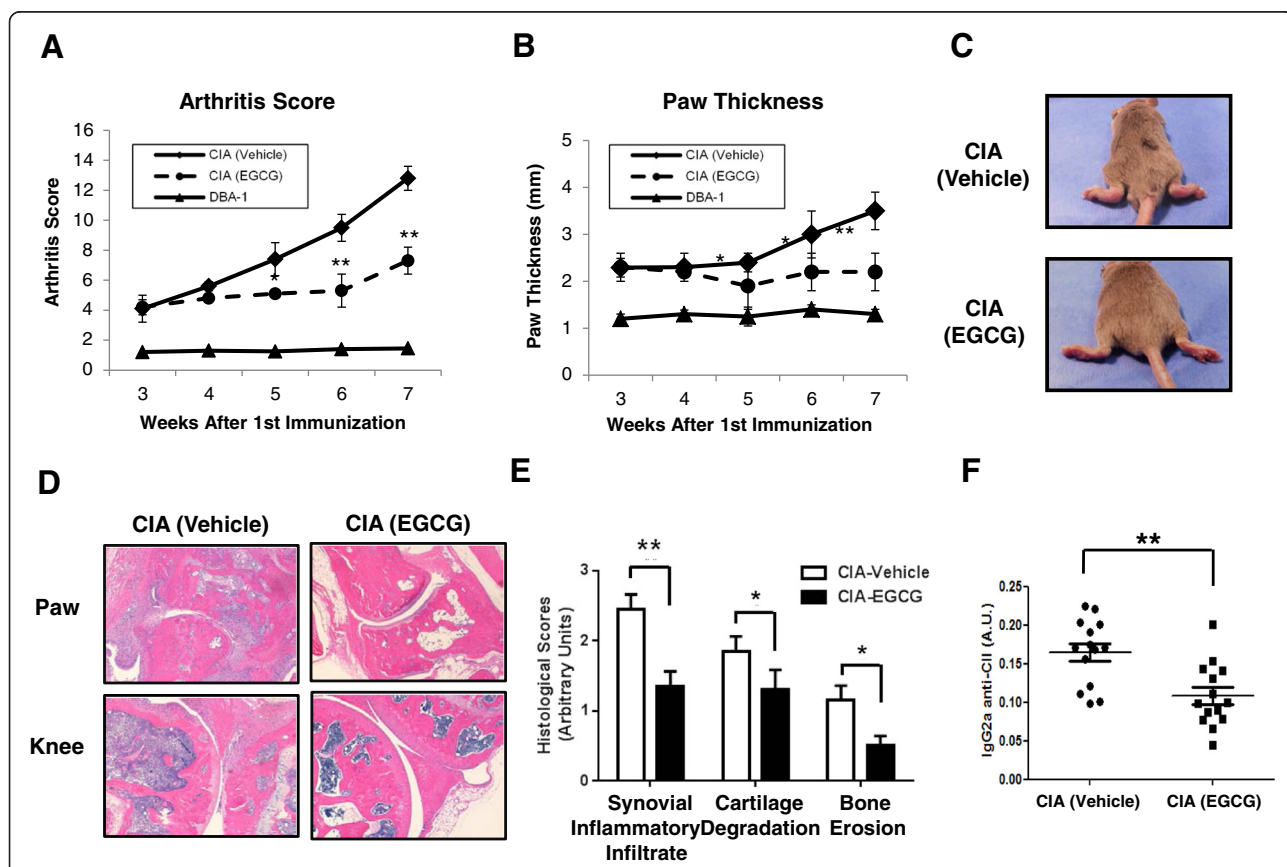 A
Arthritis Score
16
14
12
10
8
6
4
2
0
Arthritis Score
CIA (Vehicle)
CIA (EGCG)
DBA-1
*
**
**
3 4 5 6 7
Weeks After 1st Immunization
B
Paw Thickness
5
4
3
2
1
0
Paw Thickness (mm)
CIA (Vehicle)
CIA (EGCG)
DBA-1
*
*
**
3 4 5 6 7
Weeks After 1st Immunization
C
CIA
(Vehicle)
CIA
(EGCG)
D
CIA (Vehicle) CIA (EGCG)
Paw
Knee
E
Histological Scores
(Arbitrary Units)
3
2
1
0
**
*
*
CIA-Vehicle
CIA-EGCG
Synovial
Inflammatory
Infiltrate
Cartilage
Degradation
Bone
Erosion
F
**
IgG2a anti-CII (A.U.)
0.25
0.20
0.15
0.10
0.05
0.00
CIA (Vehicle) CIA (EGCG)